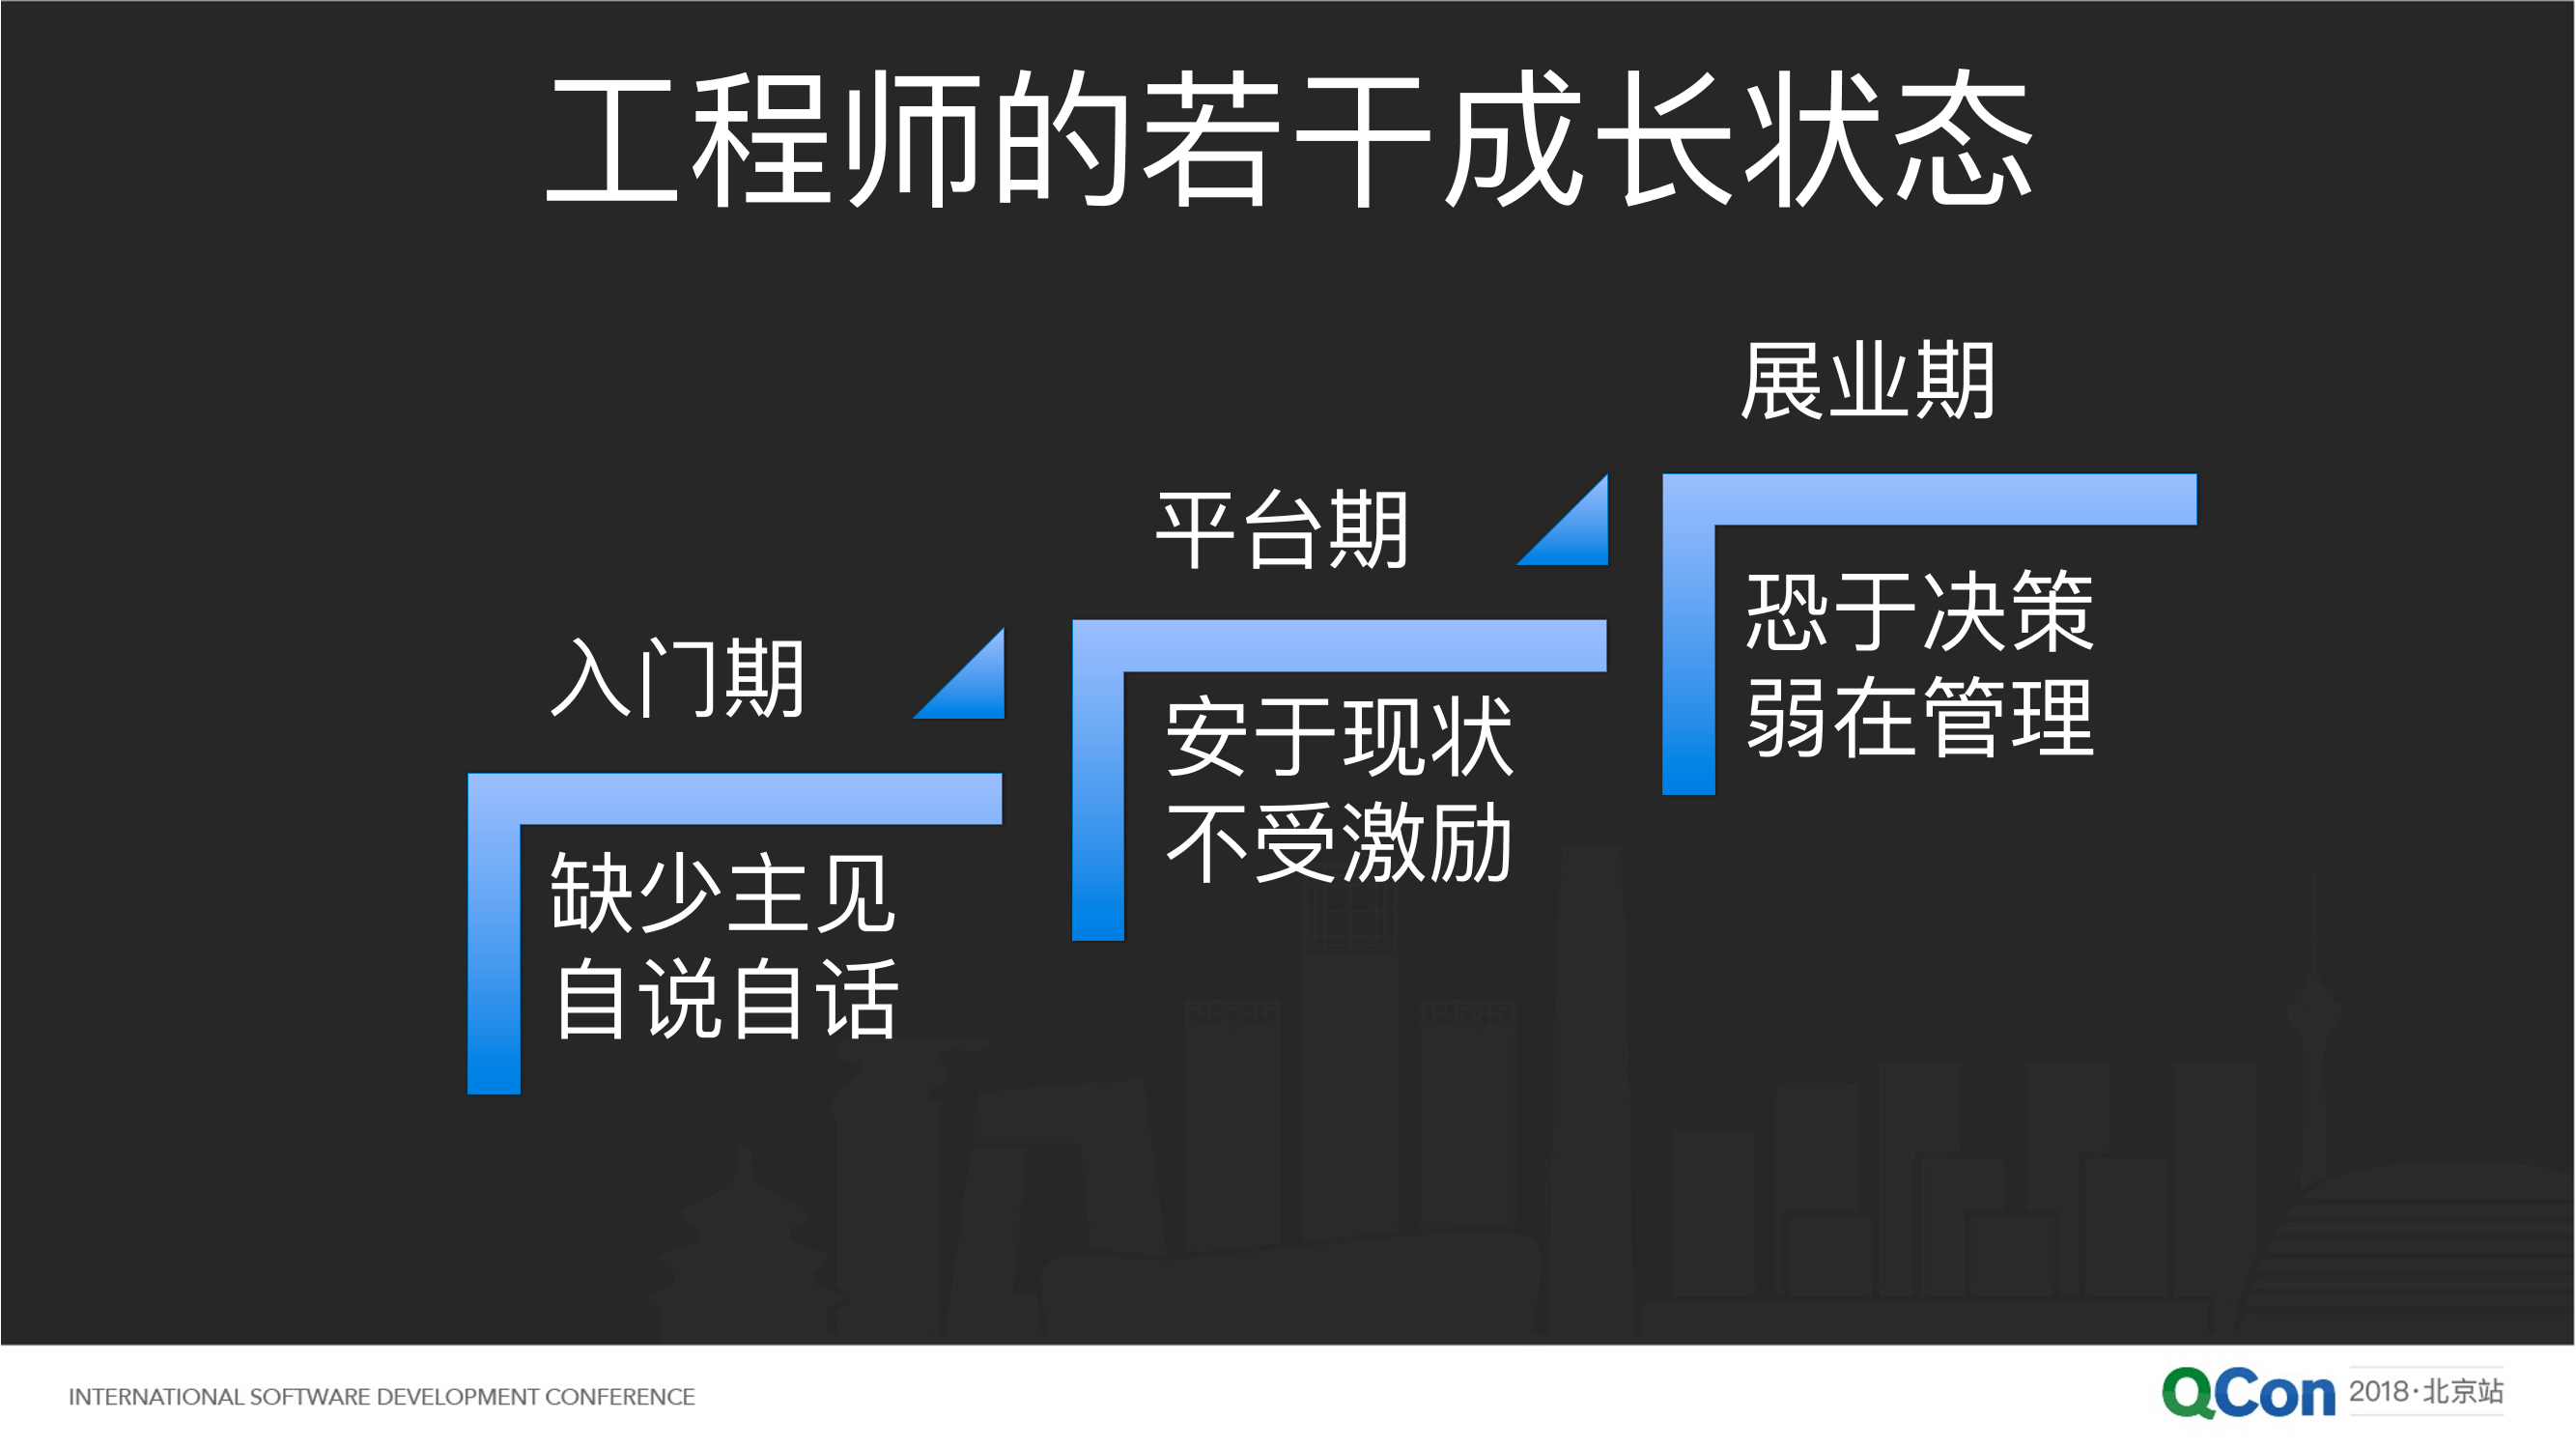 工程师的若干成长状态
入门期
缺少主见
自说自话
平台期
安于现状
不受激励
展业期
恐于决策
弱在管理
INTERNATIONAL SOFTWARE DEVELOPMENT CONFERENCE
QCon 2018·北京站